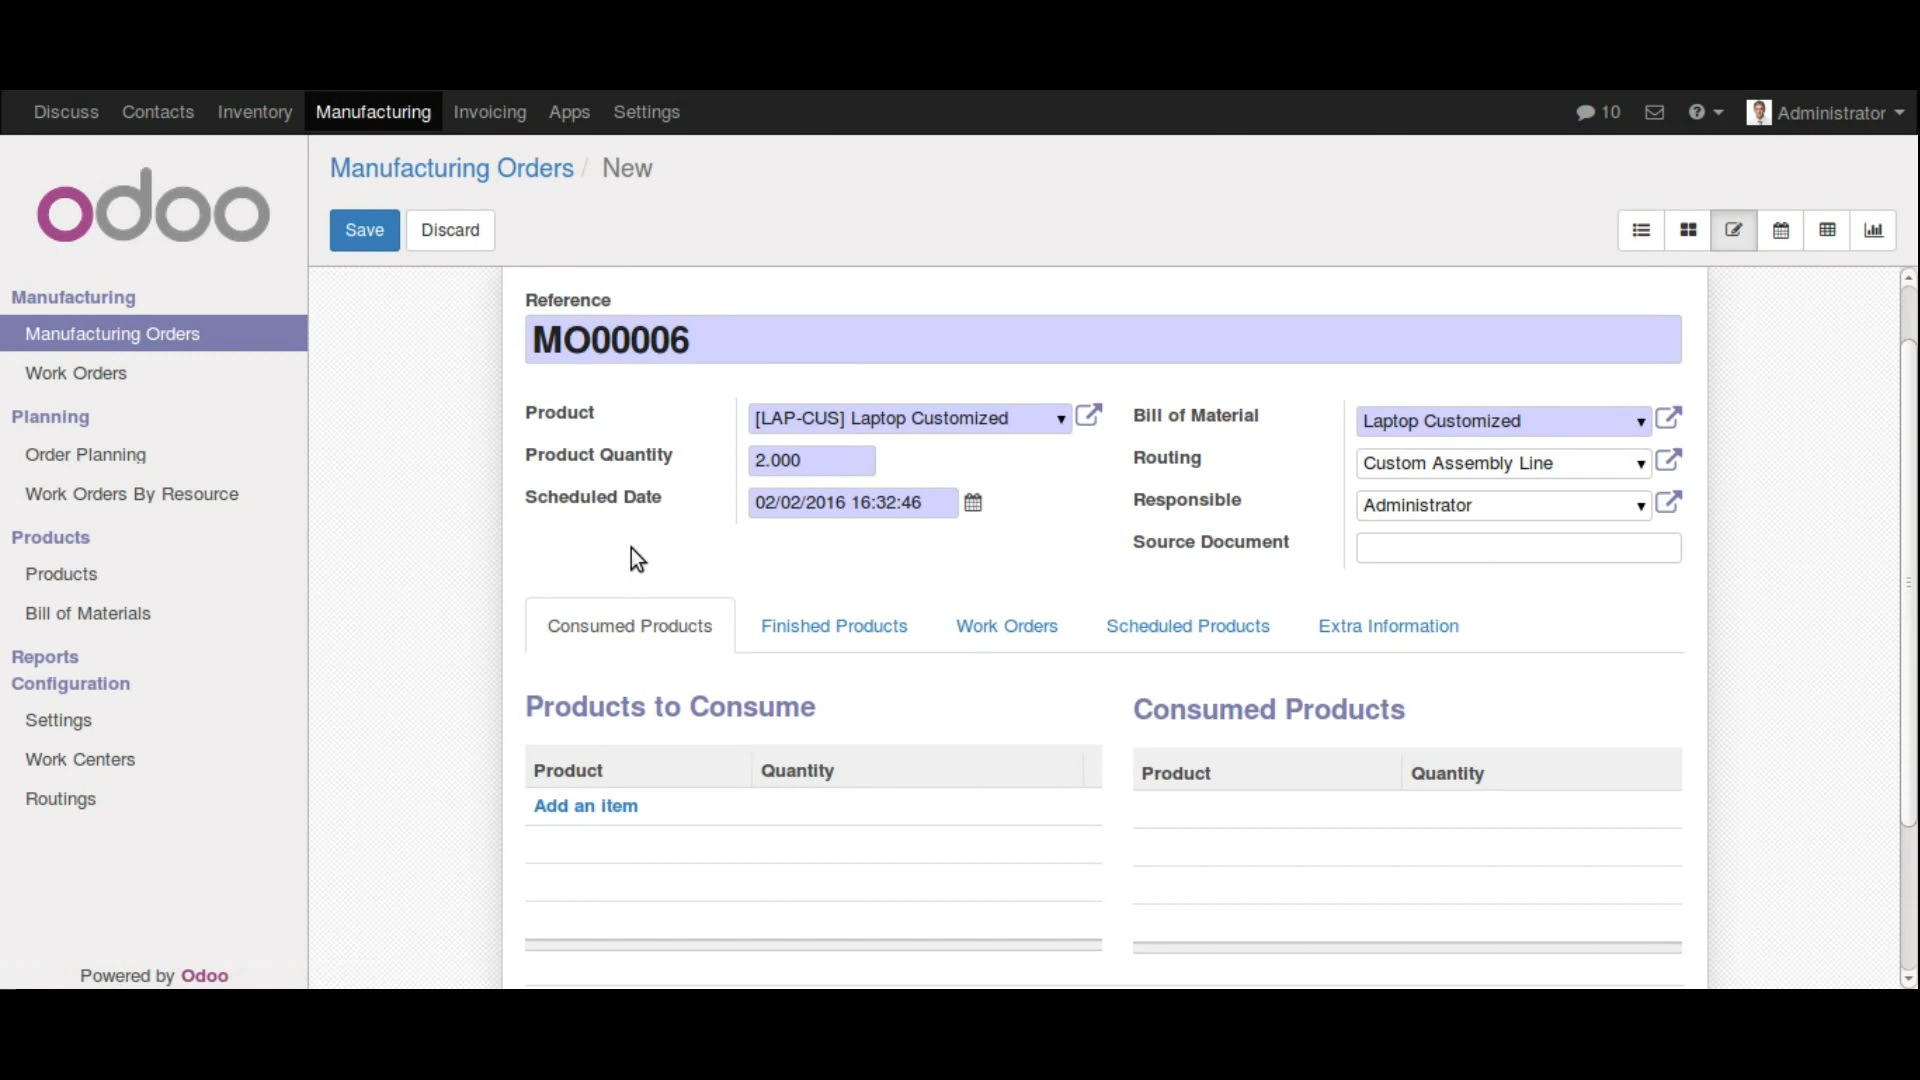 Discuss Contacts Inventory Manufacturing Invoicing Apps Settings 10 Administrator
odoo
Manufacturing Orders / New
Save Discard
Manufacturing
Manufacturing Orders
Work Orders
Planning
Order Planning
Work Orders By Resource
Products
Products
Bill of Materials
Reports
Configuration
Settings
Work Centers
Routings
Powered by Odoo
Reference
MO00006
Product [LAP-CUS] Laptop Customized
Product Quantity 2.000
Scheduled Date 02/02/2016 16:32:46
Bill of Material Laptop Customized
Routing Custom Assembly Line
Responsible Administrator
Source Document
Consumed Products Finished Products Work Orders Scheduled Products Extra Information
Products to Consume
Product Quantity
Add an item
Consumed Products
Product Quantity